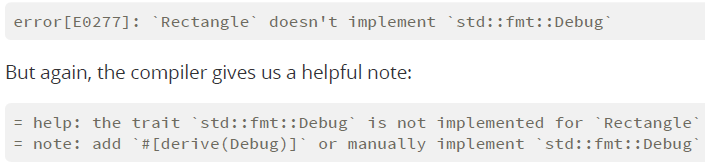 error[E0277]: `Rectangle` doesn't implement `std::fmt::Debug`
But again, the compiler gives us a helpful note:
= help: the trait `std::fmt::Debug` is not implemented for `Rectangle`
= note: add `#[derive(Debug)]` or manually implement `std::fmt::Debug`